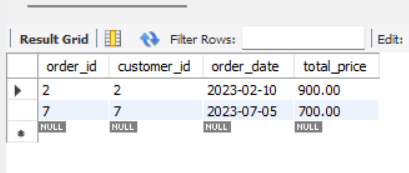 Result Grid Filter Rows: Edit:
order_id customer_id order_date total_price
2 2 2023-02-10 900.00
7 7 2023-07-05 700.00
NULL NULL NULL NULL